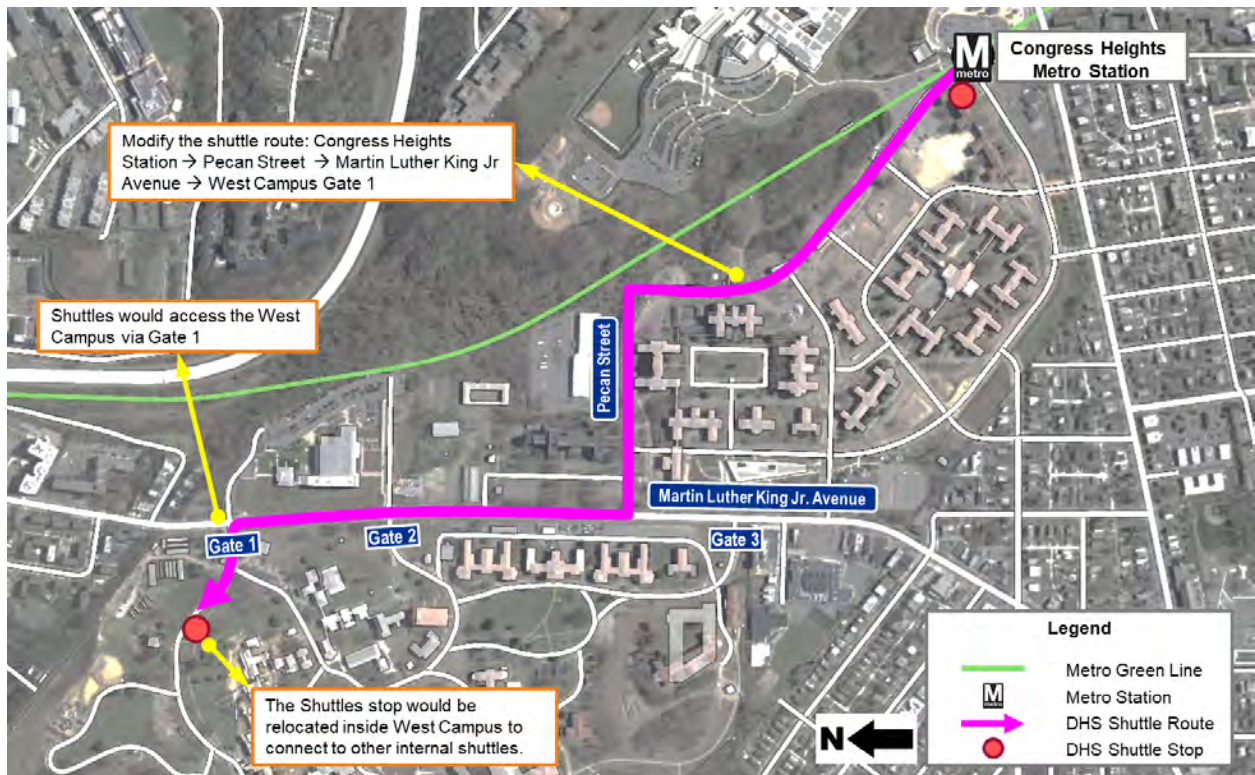 M
metro
Congress Heights
Metro Station
Modify the shuttle route: Congress Heights
Station → Pecan Street → Martin Luther King Jr
Avenue → West Campus Gate 1
Shuttles would access the West
Campus via Gate 1
Pecan Street
Martin Luther King Jr. Avenue
Gate 1
Gate 2
Gate 3
The Shuttles stop would be
relocated inside West Campus to
connect to other internal shuttles.
N
Legend
Metro Green Line
M
metro
Metro Station
DHS Shuttle Route
DHS Shuttle Stop